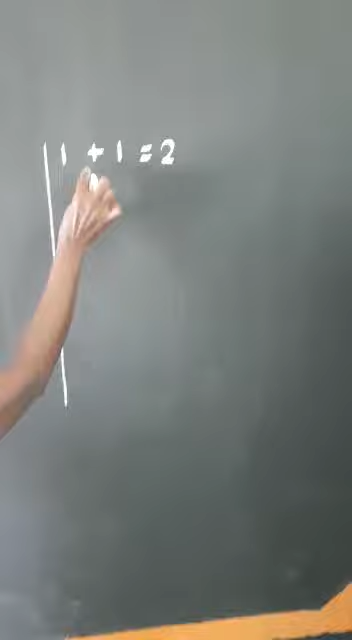 1 + 1 = 2